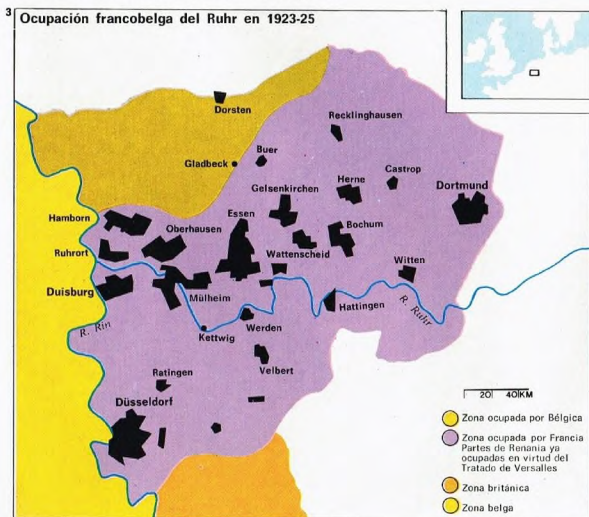 3 Ocupación francobelga del Ruhr en 1923-25
Dorsten
Recklinghausen
Buer
Gladbeck
Castrop
Herne
Gelsenkirchen
Dortmund
Hamborn
Essen
Oberhausen
Bochum
Ruhrort
Wattenscheid
Witten
Duisburg
Mülheim
Hattingen
R. Ruhr
R. Rin
Werden
Kettwig
Velbert
Ratingen
Düsseldorf
20 40 KM
Zona ocupada por Bélgica
Zona ocupada por Francia
Partes de Renania ya
ocupadas en virtud del
Tratado de Versalles
Zona británica
Zona belga